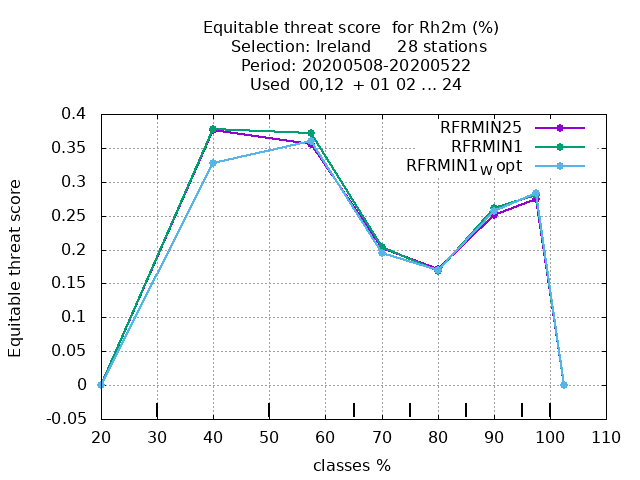 Equitable threat score  for Rh2m (%)
Selection: Ireland     28 stations
Period: 20200508-20200522
Used  00,12  + 01 02 ... 24
RFRMIN25
RFRMIN1
RFRMIN1w opt
Equitable threat score
0.4
0.35
0.3
0.25
0.2
0.15
0.1
0.05
0
-0.05
20 30 40 50 60 70 80 90 100 110
classes %